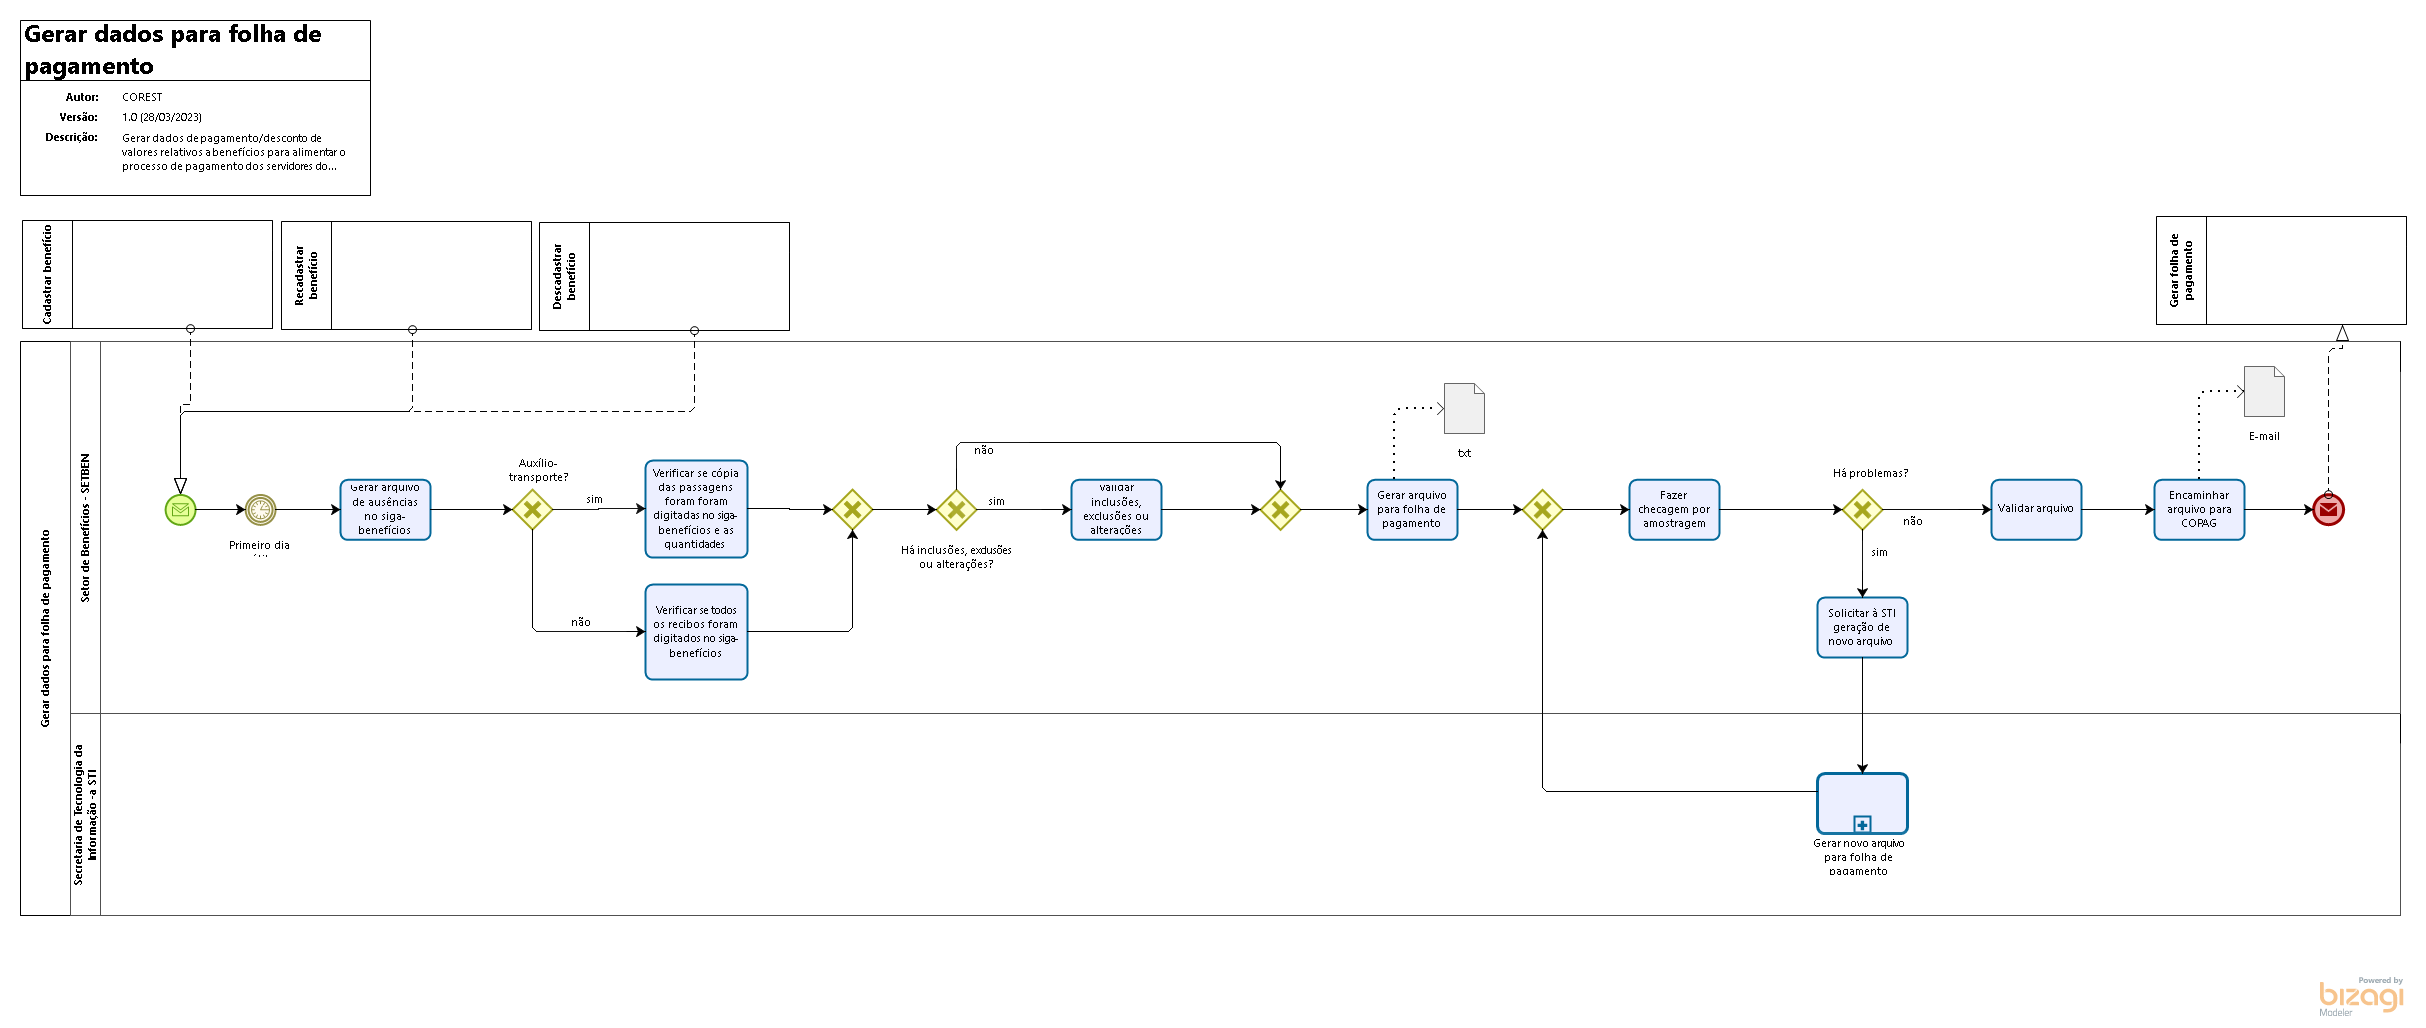 Gerar dados para folha de
pagamento
Autor: COREST
Versão: 1.0 (28/03/2023)
Descrição: Gerar dados de pagamento/desconto de
valores relativos a benefícios para alimentar o
processo de pagamento dos servidores do...
Cadastrar benefício
Recadastrar
benefício
Descadastrar
benefício
Gerar folha de
pagamento
Gerar dados para folha de pagamento
Setor de Benefícios - SETBEN
Primeiro dia
Gerar arquivo
de ausências
no siga-
benefícios
Auxílio-
transporte?
sim
não
Verificar se cópia
das passagens
foram foram
digitadas no siga-
benefícios e as
quantidades
Verificar se todos
os recibos foram
digitados no siga-
benefícios
Há inclusões, exclusões
ou alterações?
não
sim
Validar
inclusões,
exclusões ou
alterações
Gerar arquivo
para folha de
pagamento
txt
Fazer
checagem por
amostragem
Há problemas?
não
sim
Solicitar à STI
geração de
novo arquivo
Validar arquivo
Encaminhar
arquivo para
COPAG
E-mail
Secretaria de Tecnologia da
Informação -a STI
Gerar novo arquivo
para folha de
pagamento
Powered by
bizagi
Modeler